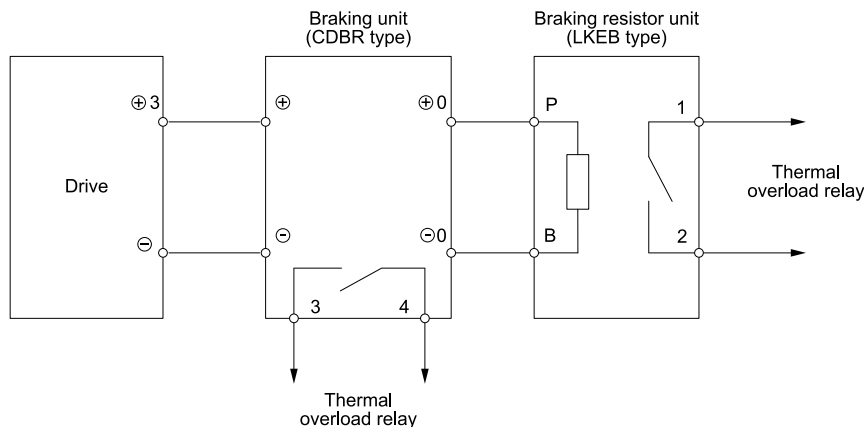 Braking unit
(CDBR type)
Braking resistor unit
(LKEB type)
⊕3
⊕
⊕0
P
1
Drive
Thermal
overload relay
⊖
⊖
⊖0
B
2
3
4
Thermal
overload relay